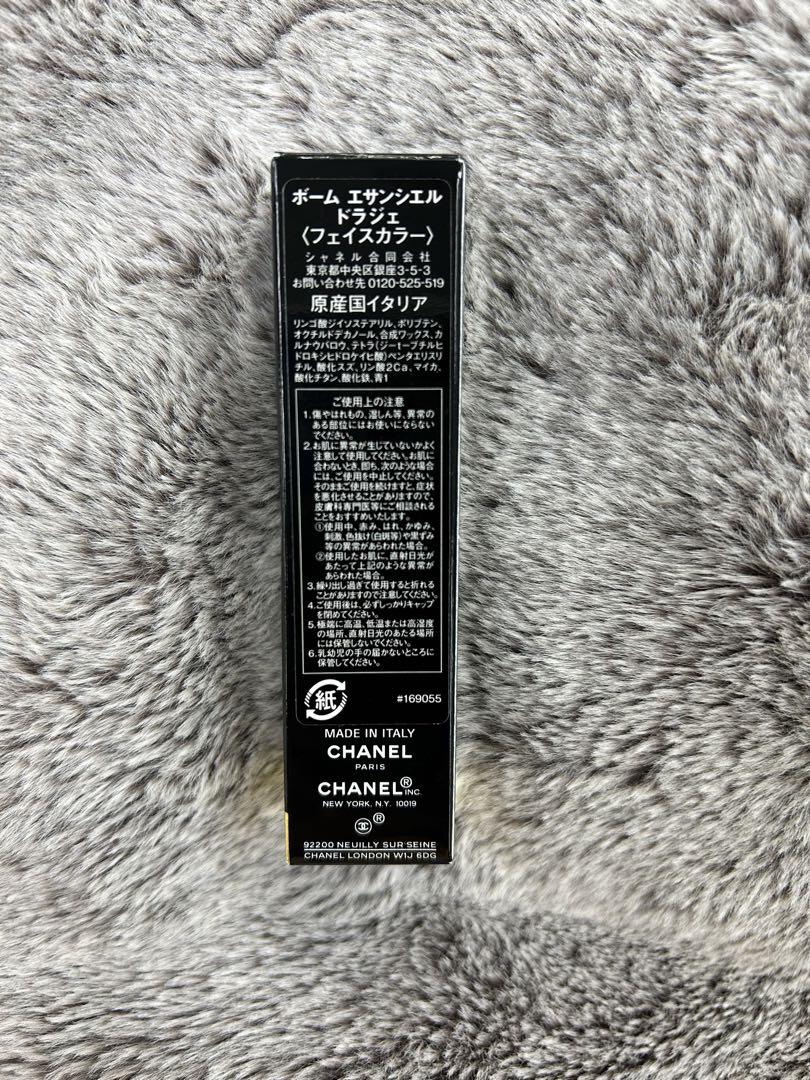 ボーム エサンシエル
ドラジェ
〈フェイスカラー〉
シャネル合同会社
東京都中央区銀座3-5-3
お問い合わせ先 0120-525-519
原産国イタリア
リンゴ酸ジイソステアリル、ポリブテン、
オクチルドデカノール、合成ワックス、カ
ルナウバロウ、テトラ(ジ-t-ブチルヒ
ドロキシヒドロケイヒ酸)ペンタエリスリ
チル、酸化スズ、リン酸2Ca、マイカ、
酸化チタン、酸化鉄、青1
ご使用上の注意
1.傷やはれもの、湿しん等、異常の
ある部位にはお使いにならない
でください。
2.お肌に異常が生じていないかよく
注意して使用してください。お肌に
合わないとき、即ち、次のような場合
には、ご使用を中止してください。
そのままご使用を続けますと、症状
を悪化させることがありますので、
皮膚科専門医等にご相談される
ことをおすすめいたします。
①使用中、赤み、はれ、かゆみ、
刺激、色抜け(白斑等)や黒ずみ
等の異常があらわれた場合。
②使用したお肌に、直射日光が
あたって上記のような異常が
あらわれた場合。
3.繰り出し過ぎて使用すると折れる
ことがありますので注意してください。
4.ご使用後は、必ずしっかりキャップ
を閉めてください。
5.極端に高温、低温または高湿度
の場所、直射日光のあたる場所
には保管しないでください。
6.乳幼児の手の届かないところに
保管してください。
紙
#169055
MADE IN ITALY
CHANEL
PARIS
CHANEL® INC.
NEW YORK, N.Y. 10019
®
92200 NEUILLY SUR SEINE
CHANEL LONDON W1J 6DG